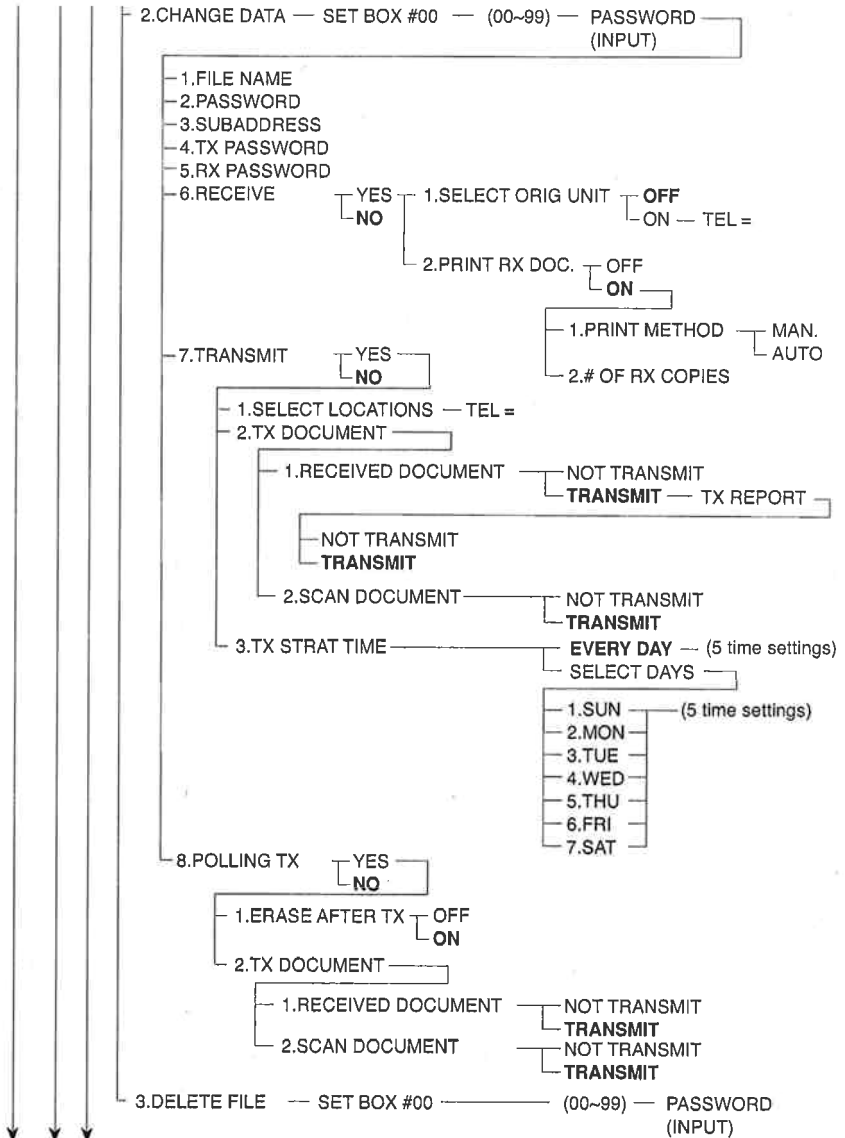 2.CHANGE DATA — SET BOX #00 — (00~99) — PASSWORD
(INPUT)
1.FILE NAME
2.PASSWORD
3.SUBADDRESS
4.TX PASSWORD
5.RX PASSWORD
6.RECEIVE YES 1.SELECT ORIG UNIT OFF
NO ON — TEL =
2.PRINT RX DOC. OFF
ON
1.PRINT METHOD MAN.
AUTO
2.# OF RX COPIES
7.TRANSMIT YES
NO
1.SELECT LOCATIONS — TEL =
2.TX DOCUMENT
1.RECEIVED DOCUMENT NOT TRANSMIT
TRANSMIT — TX REPORT
NOT TRANSMIT
TRANSMIT
2.SCAN DOCUMENT NOT TRANSMIT
TRANSMIT
3.TX STRAT TIME EVERY DAY — (5 time settings)
SELECT DAYS
1.SUN (5 time settings)
2.MON
3.TUE
4.WED
5.THU
6.FRI
7.SAT
8.POLLING TX YES
NO
1.ERASE AFTER TX OFF
ON
2.TX DOCUMENT
1.RECEIVED DOCUMENT NOT TRANSMIT
TRANSMIT
2.SCAN DOCUMENT NOT TRANSMIT
TRANSMIT
3.DELETE FILE — SET BOX #00 — (00~99) — PASSWORD
(INPUT)